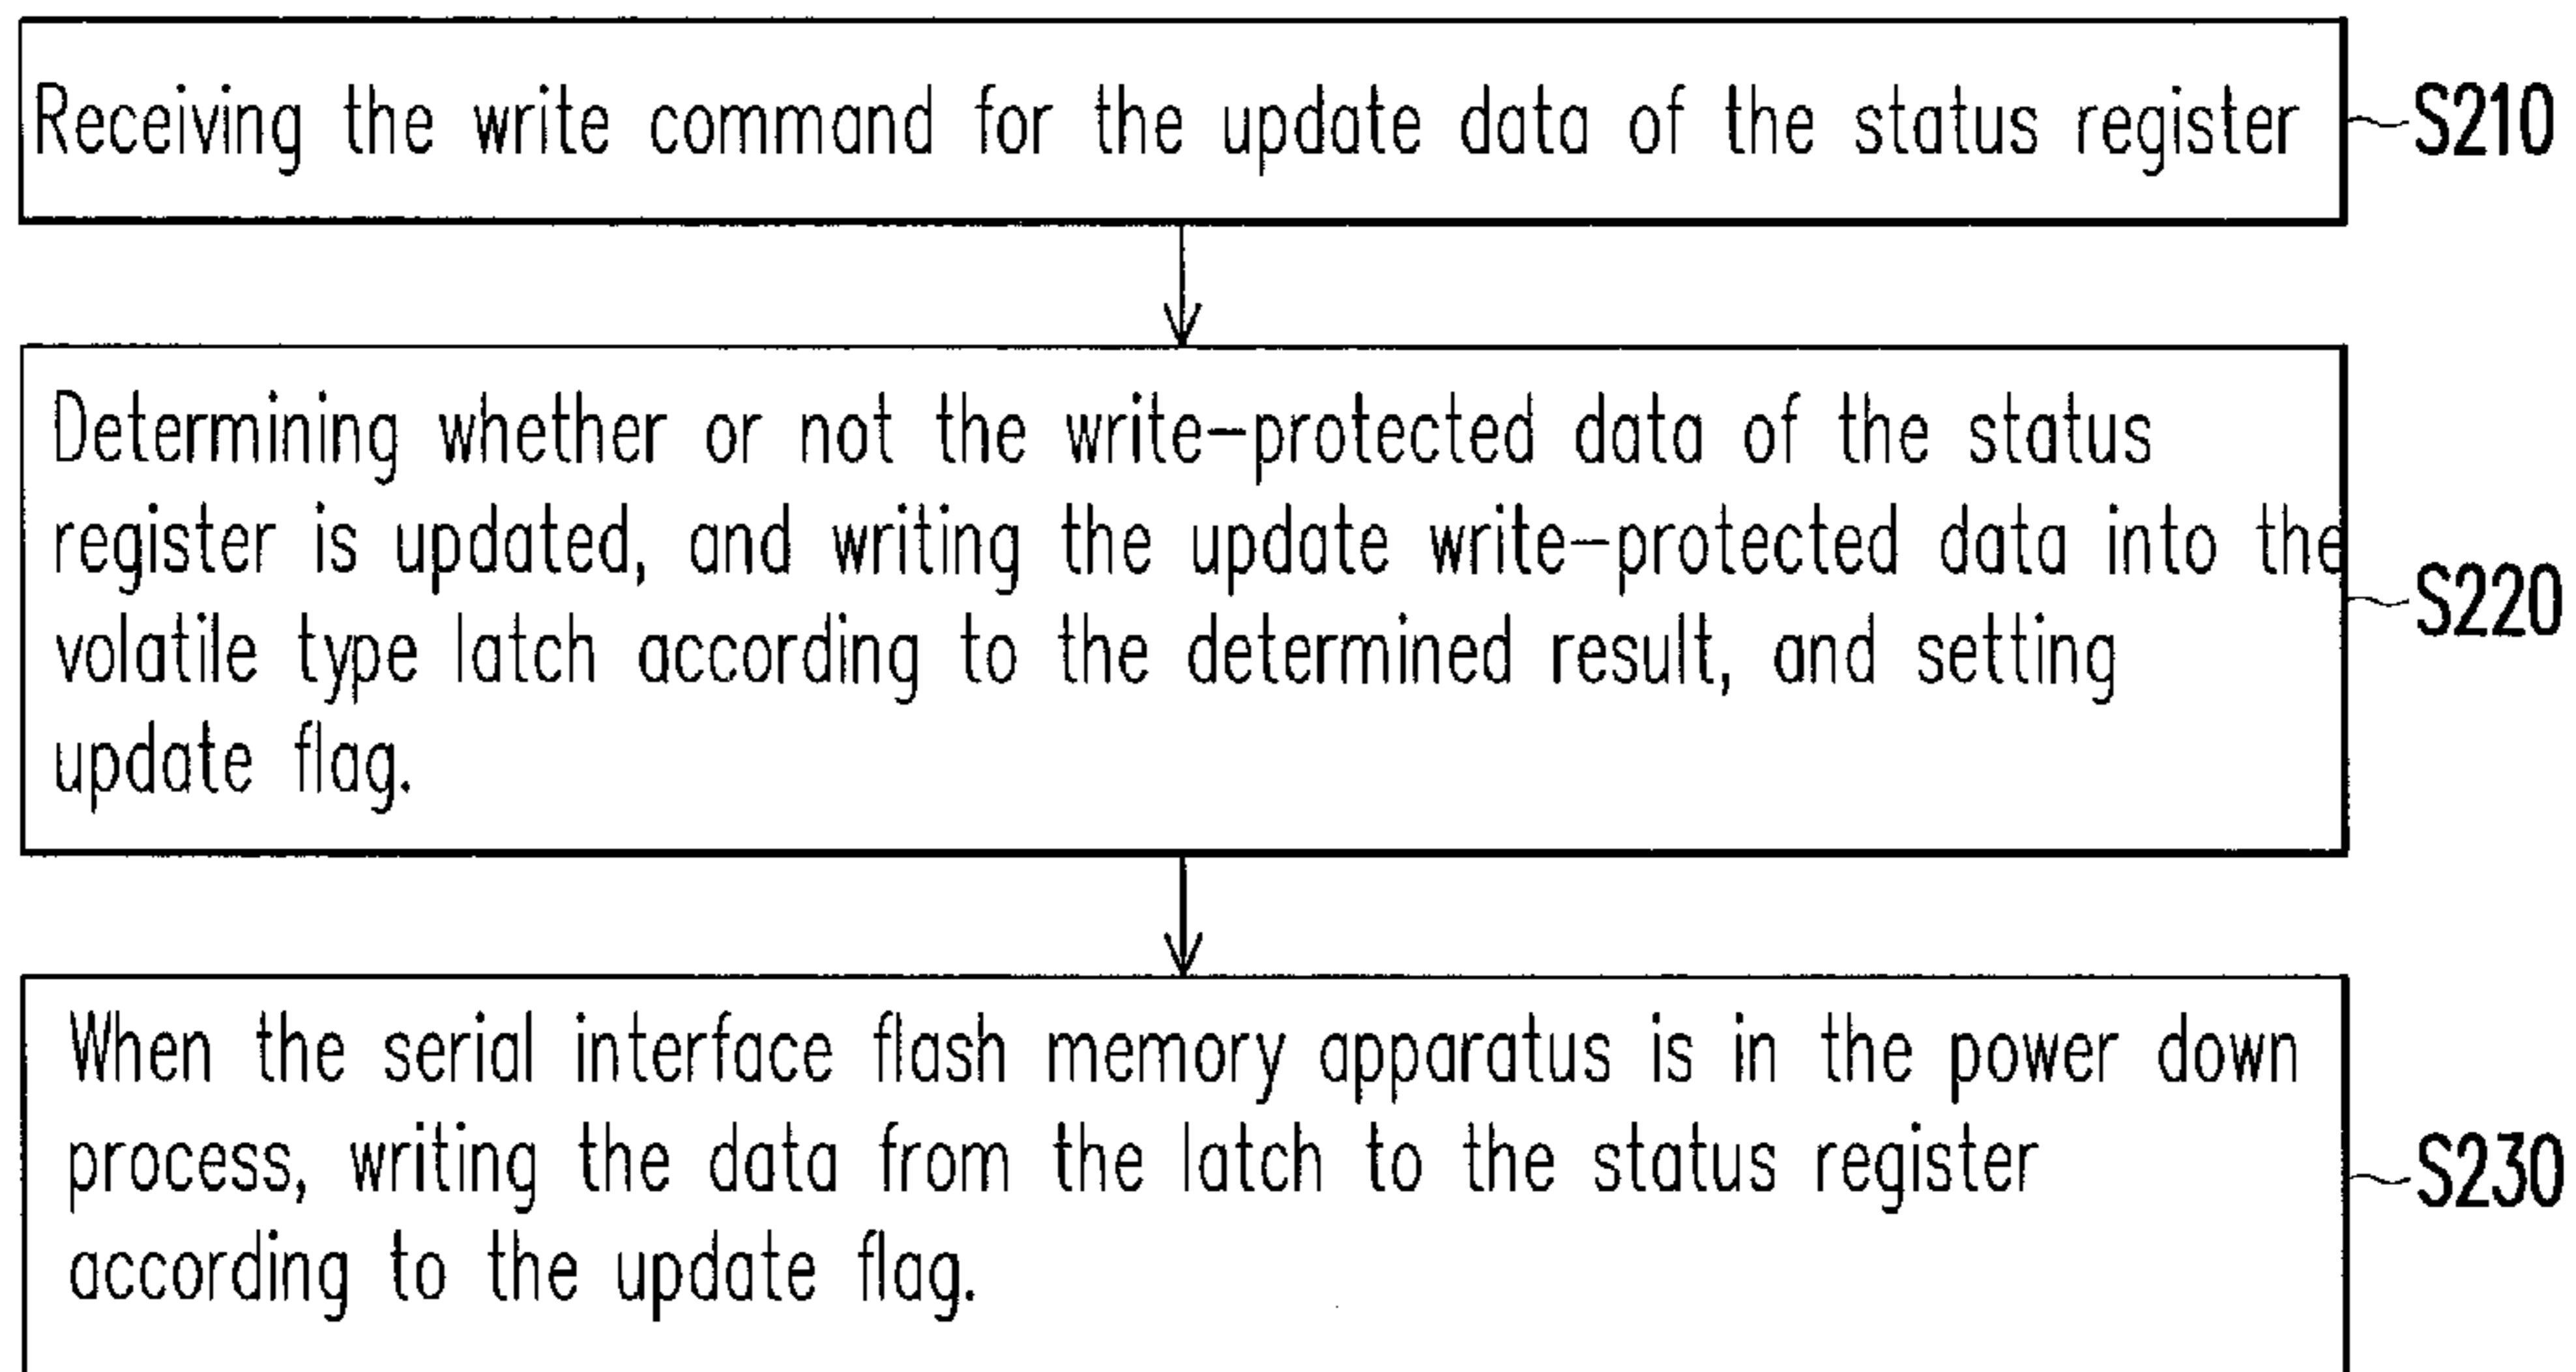 Receiving the write command for the update data of the status register
S210
Determining whether or not the write-protected data of the status
register is updated, and writing the update write-protected data into the
volatile type latch according to the determined result, and setting
update flag.
S220
When the serial interface flash memory apparatus is in the power down
process, writing the data from the latch to the status register
according to the update flag.
S230